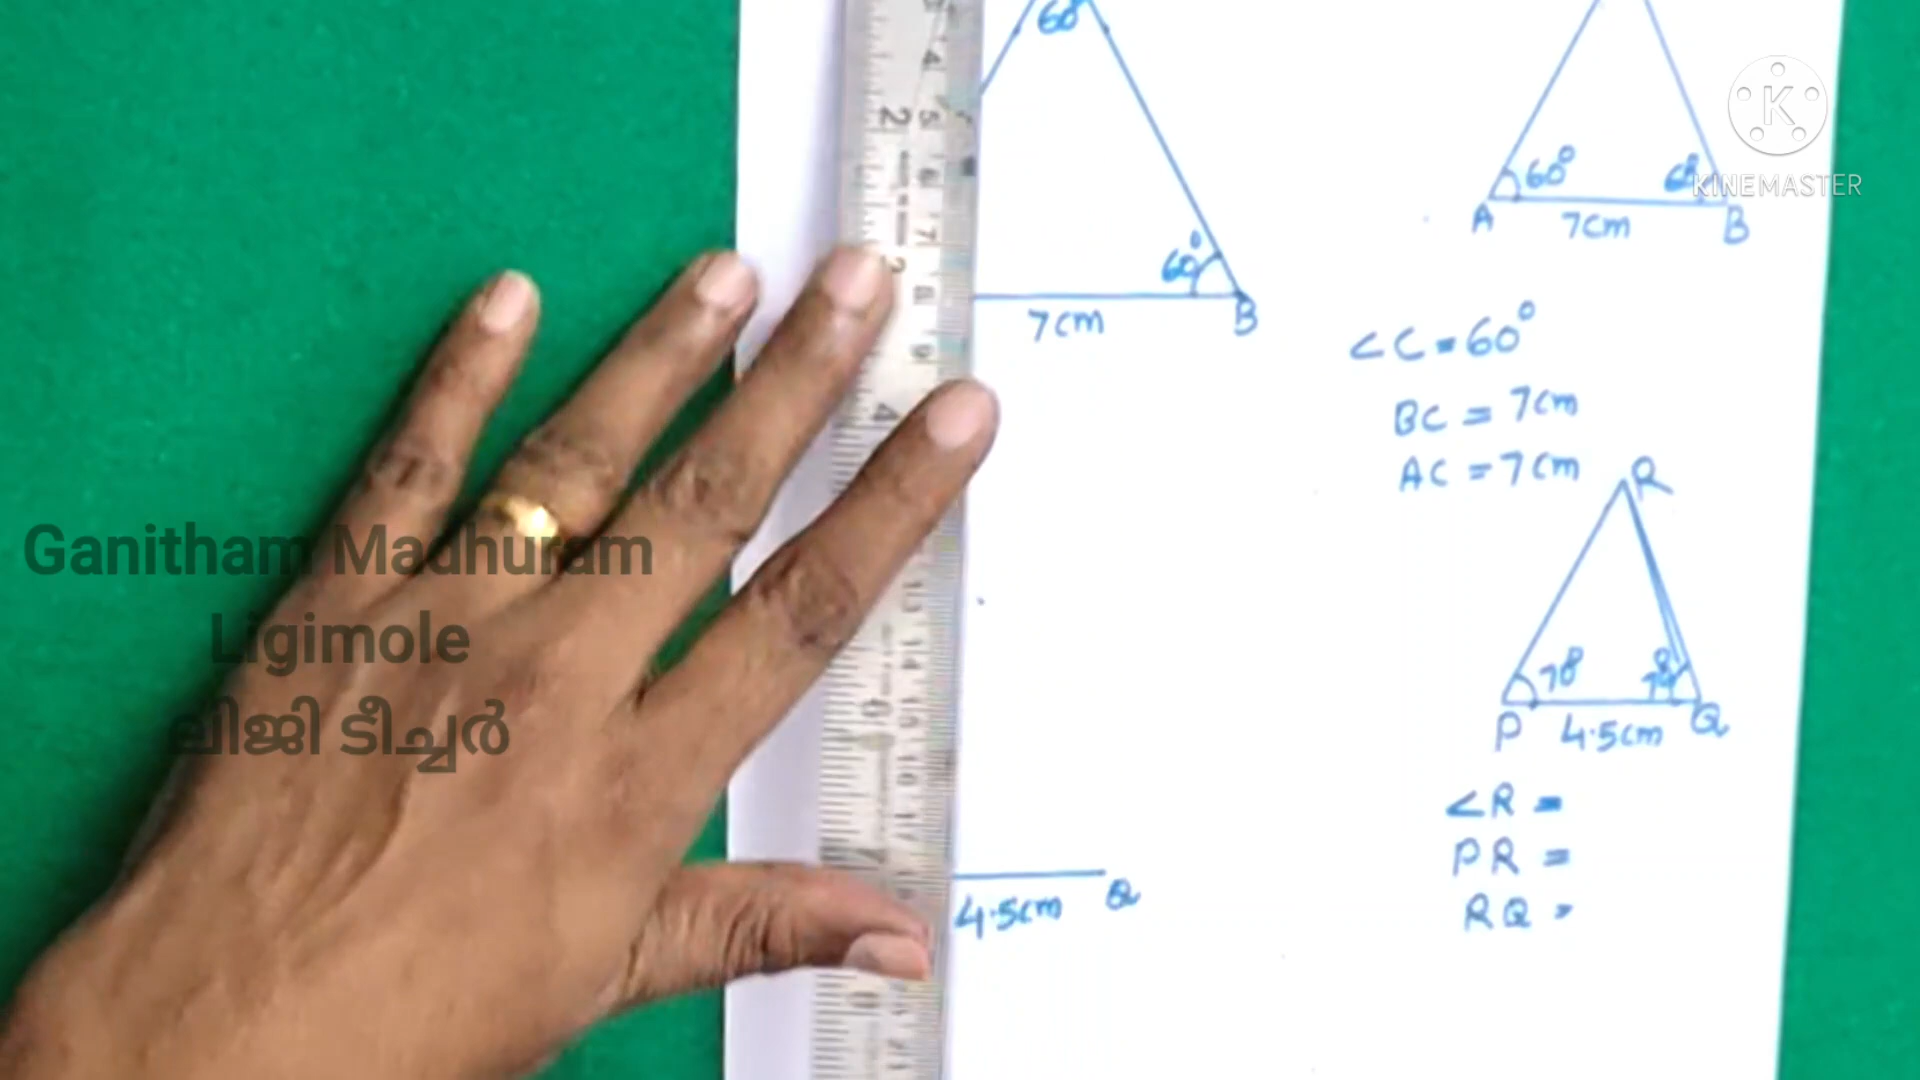 60°
60°
7cm
B
60°
60°
A
7cm
B
KINEMASTER
∠C = 60°
BC = 7cm
AC = 7cm
R
70°
70°
P
4.5cm
Q
∠R =
PR =
RQ =
4.5cm
Q
Ganitham Madhuram
Ligimole
ലിജി ടീച്ചർ